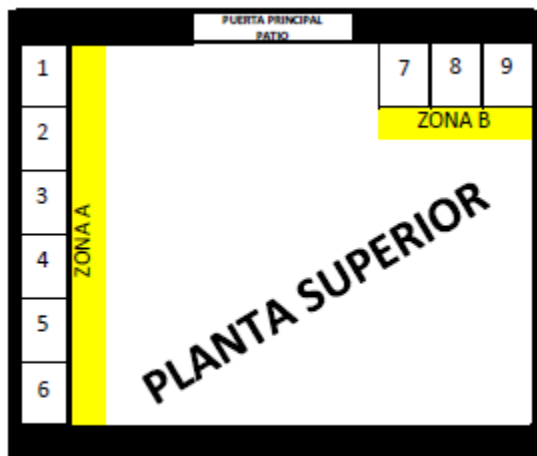 PUERTA PRINCIPAL
PATIO
1
2
3
4
5
6
ZONA A
7 8 9
ZONA B
PLANTA SUPERIOR